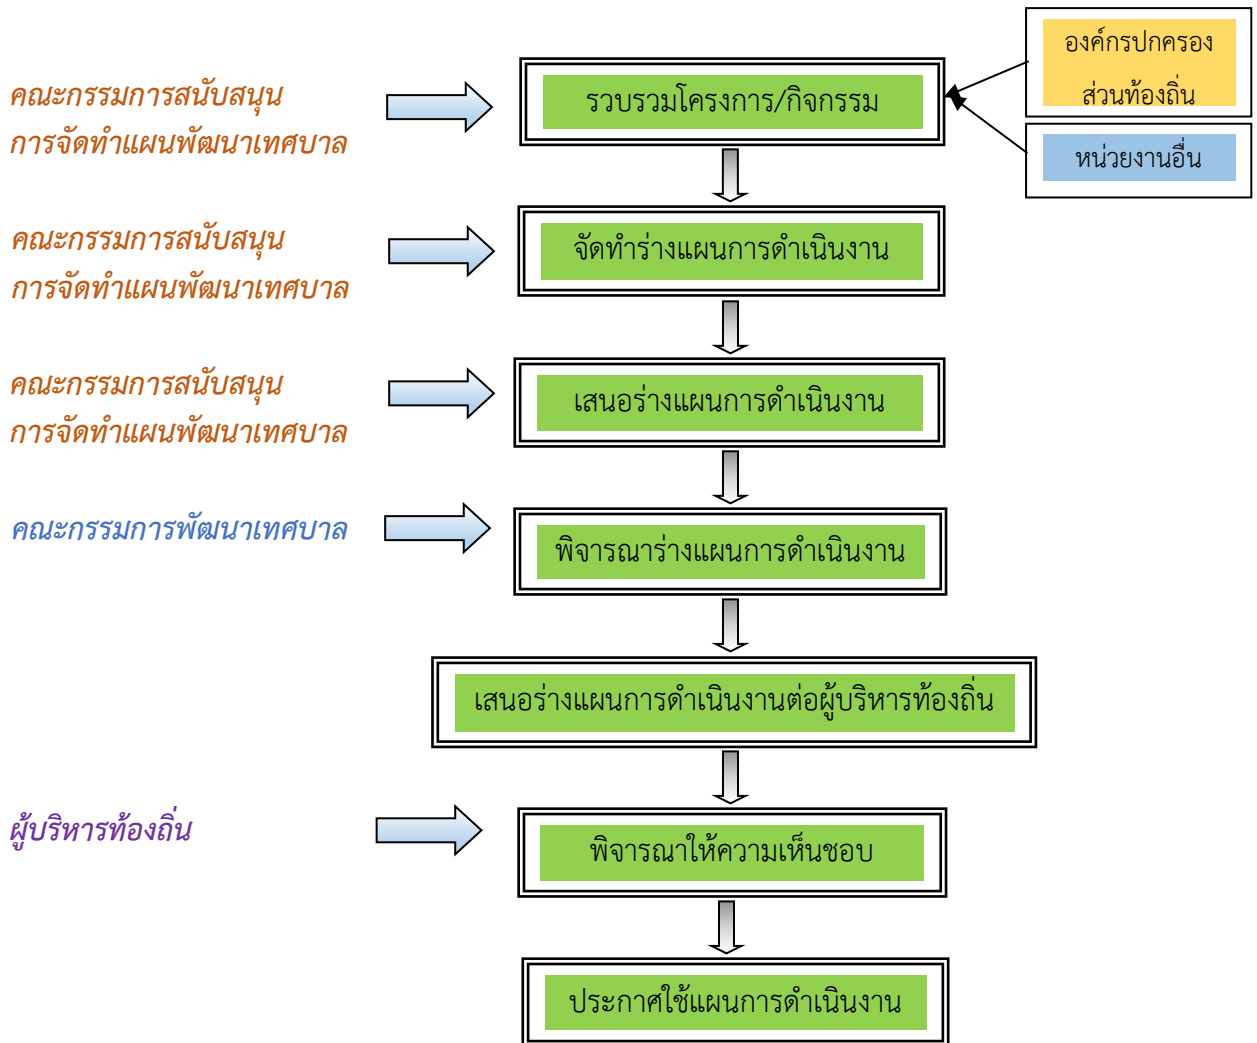 องค์กรปกครอง
ส่วนท้องถิ่น
คณะกรรมการสนับสนุน
การจัดทำแผนพัฒนาเทศบาล
รวบรวมโครงการ/กิจกรรม
หน่วยงานอื่น
คณะกรรมการสนับสนุน
การจัดทำแผนพัฒนาเทศบาล
จัดทำร่างแผนการดำเนินงาน
คณะกรรมการสนับสนุน
การจัดทำแผนพัฒนาเทศบาล
เสนอร่างแผนการดำเนินงาน
คณะกรรมการพัฒนาเทศบาล
พิจารณาร่างแผนการดำเนินงาน
เสนอร่างแผนการดำเนินงานต่อผู้บริหารท้องถิ่น
ผู้บริหารท้องถิ่น
พิจารณาให้ความเห็นชอบ
ประกาศใช้แผนการดำเนินงาน